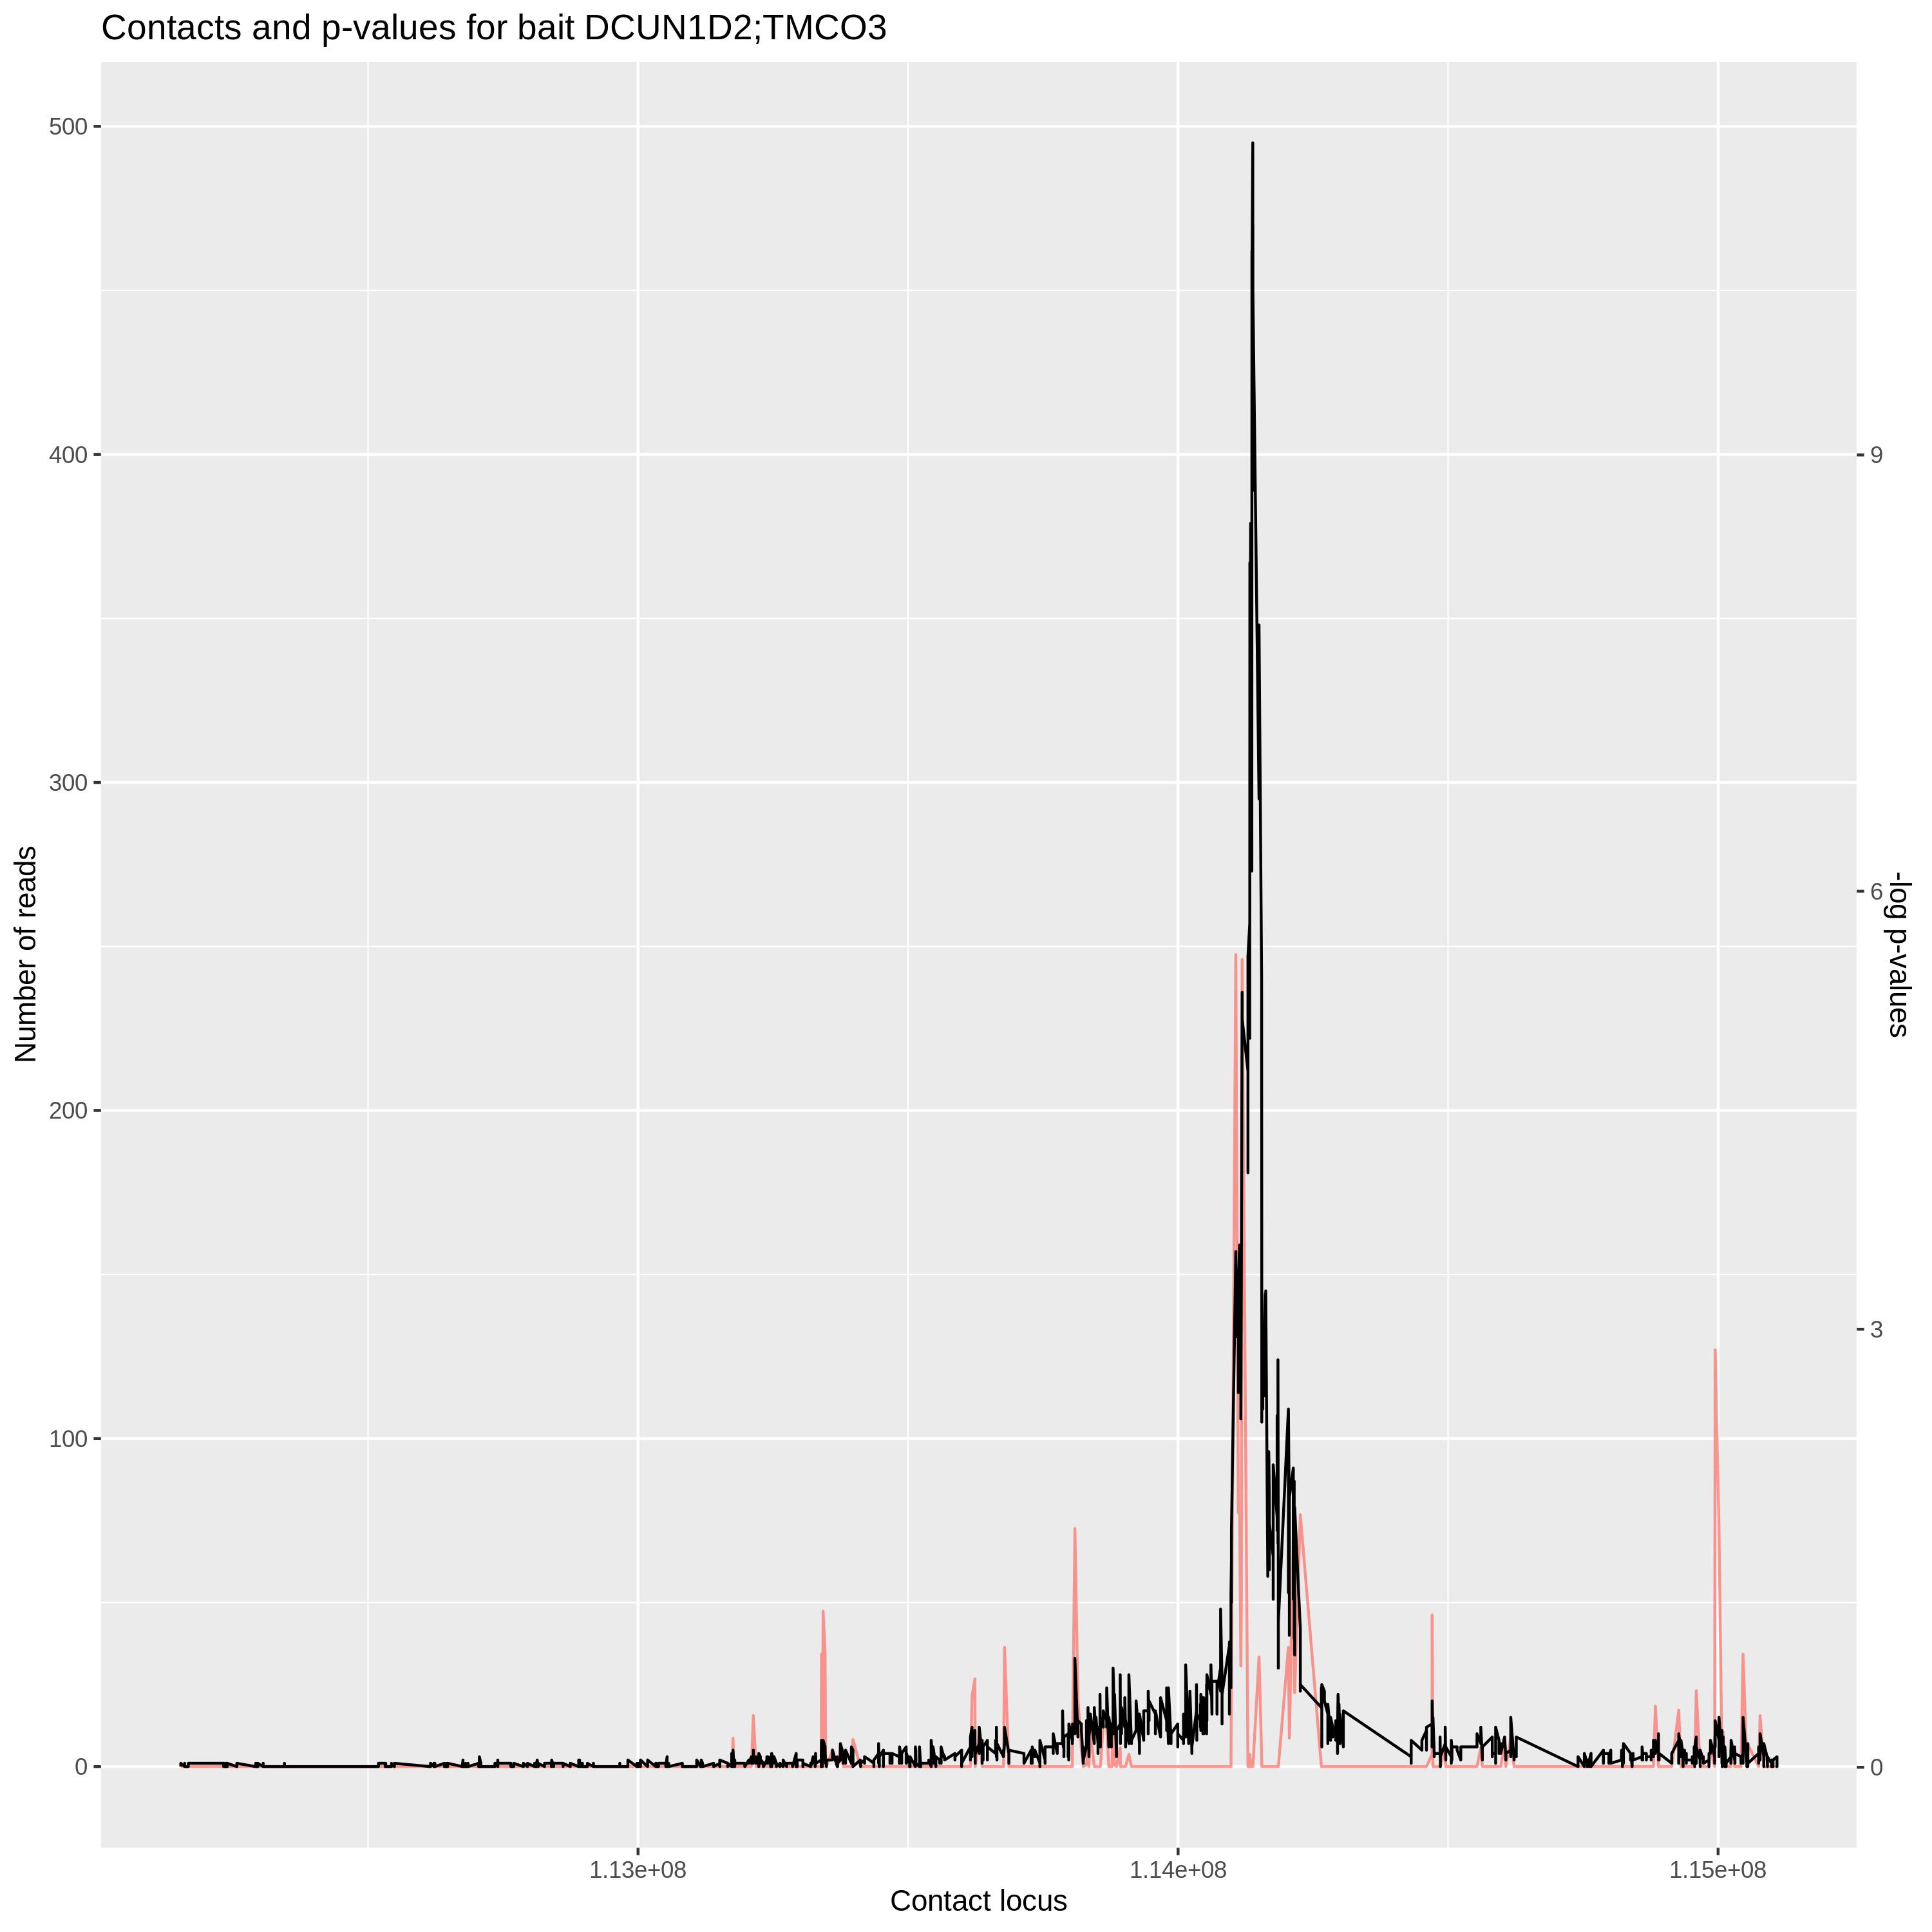 Contacts and p-values for bait DCUN1D2;TMCO3
500
400
300
200
100
0
Number of reads
9
6
3
0
-log p-values
1.13e+08
1.14e+08
1.15e+08
Contact locus